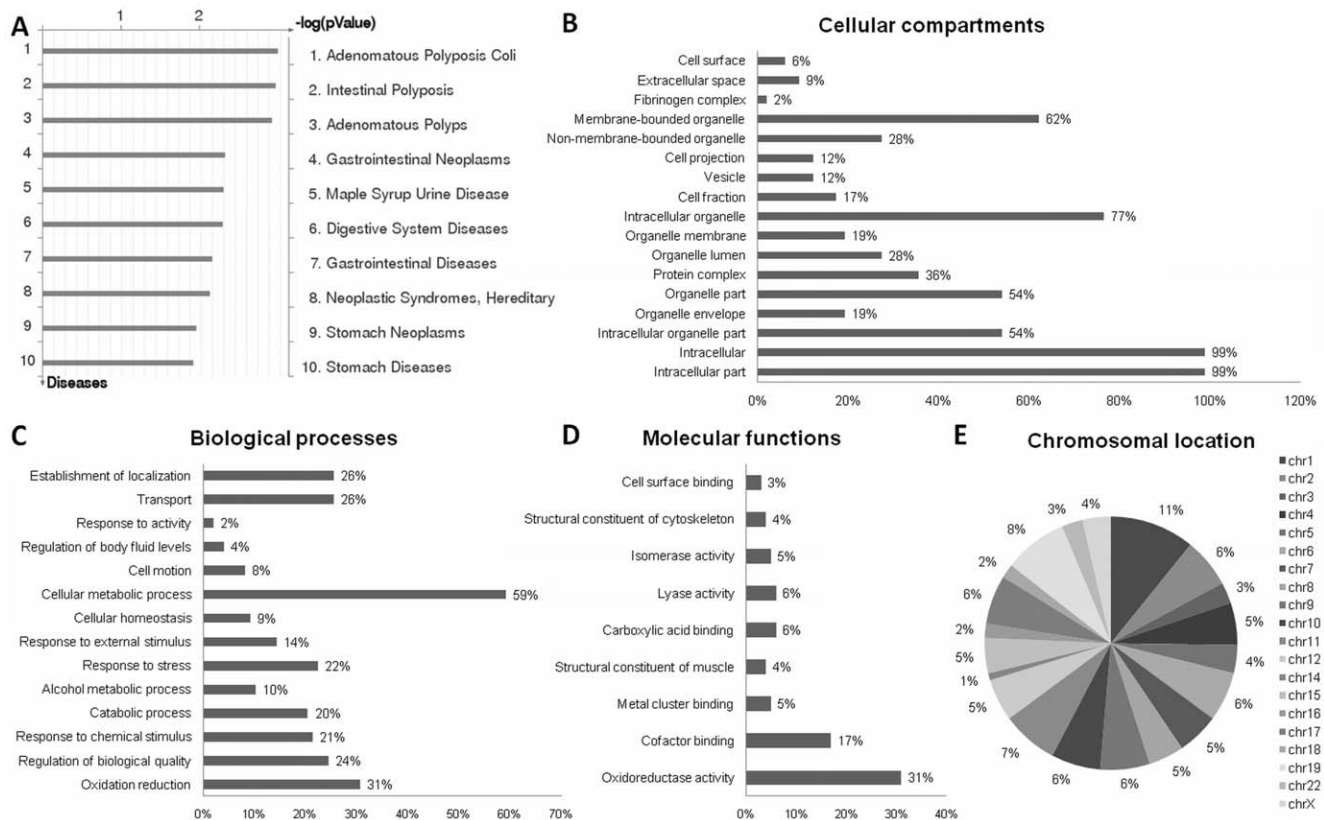 A
1 2
-log(pValue)
1 1. Adenomatous Polyposis Coli
2 2. Intestinal Polyposis
3 3. Adenomatous Polyps
4 4. Gastrointestinal Neoplasms
5 5. Maple Syrup Urine Disease
6 6. Digestive System Diseases
7 7. Gastrointestinal Diseases
8 8. Neoplastic Syndromes, Hereditary
9 9. Stomach Neoplasms
10 10. Stomach Diseases
Diseases
B Cellular compartments
Cell surface 6%
Extracellular space 9%
Fibrinogen complex 2%
Membrane-bounded organelle 62%
Non-membrane-bounded organelle 28%
Cell projection 12%
Vesicle 12%
Cell fraction 17%
Intracellular organelle 77%
Organelle membrane 19%
Organelle lumen 28%
Protein complex 36%
Organelle part 54%
Organelle envelope 19%
Intracellular organelle part 54%
Intracellular 99%
Intracellular part 99%
0% 20% 40% 60% 80% 100% 120%
C Biological processes
Establishment of localization 26%
Transport 26%
Response to activity 2%
Regulation of body fluid levels 4%
Cell motion 8%
Cellular metabolic process 59%
Cellular homeostasis 9%
Response to external stimulus 14%
Response to stress 22%
Alcohol metabolic process 10%
Catabolic process 20%
Response to chemical stimulus 21%
Regulation of biological quality 24%
Oxidation reduction 31%
0% 10% 20% 30% 40% 50% 60% 70%
D Molecular functions
Cell surface binding 3%
Structural constituent of cytoskeleton 4%
Isomerase activity 5%
Lyase activity 6%
Carboxylic acid binding 6%
Structural constituent of muscle 4%
Metal cluster binding 5%
Cofactor binding 17%
Oxidoreductase activity 31%
0% 10% 20% 30% 40%
E Chromosomal location
11%
6%
3%
5%
4%
6%
5%
5%
6%
6%
7%
5%
1%
5%
2%
6%
2%
8%
3%
4%
chr1
chr2
chr3
chr4
chr5
chr6
chr7
chr8
chr9
chr10
chr11
chr12
chr14
chr15
chr16
chr17
chr18
chr19
chr22
chrX